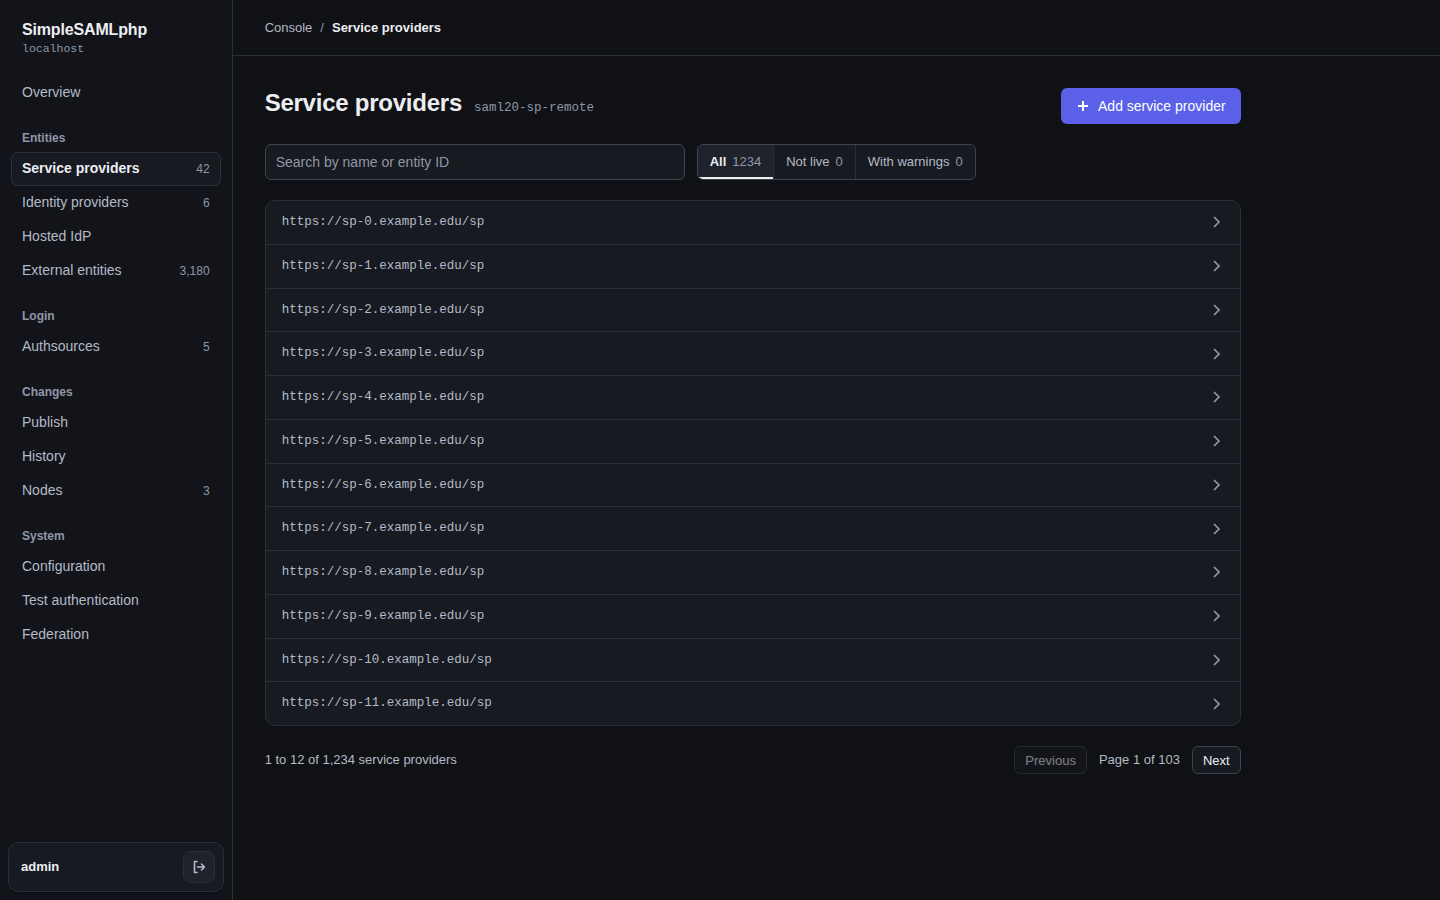 SimpleSAMLphp
localhost
Overview
Entities
Service providers 42
Identity providers 6
Hosted IdP
External entities 3,180
Login
Authsources 5
Changes
Publish
History
Nodes 3
System
Configuration
Test authentication
Federation
admin
Console / Service providers
Service providers saml20-sp-remote
Add service provider
Search by name or entity ID
All 1234 Not live 0 With warnings 0
https://sp-0.example.edu/sp
https://sp-1.example.edu/sp
https://sp-2.example.edu/sp
https://sp-3.example.edu/sp
https://sp-4.example.edu/sp
https://sp-5.example.edu/sp
https://sp-6.example.edu/sp
https://sp-7.example.edu/sp
https://sp-8.example.edu/sp
https://sp-9.example.edu/sp
https://sp-10.example.edu/sp
https://sp-11.example.edu/sp
1 to 12 of 1,234 service providers
Previous Page 1 of 103 Next